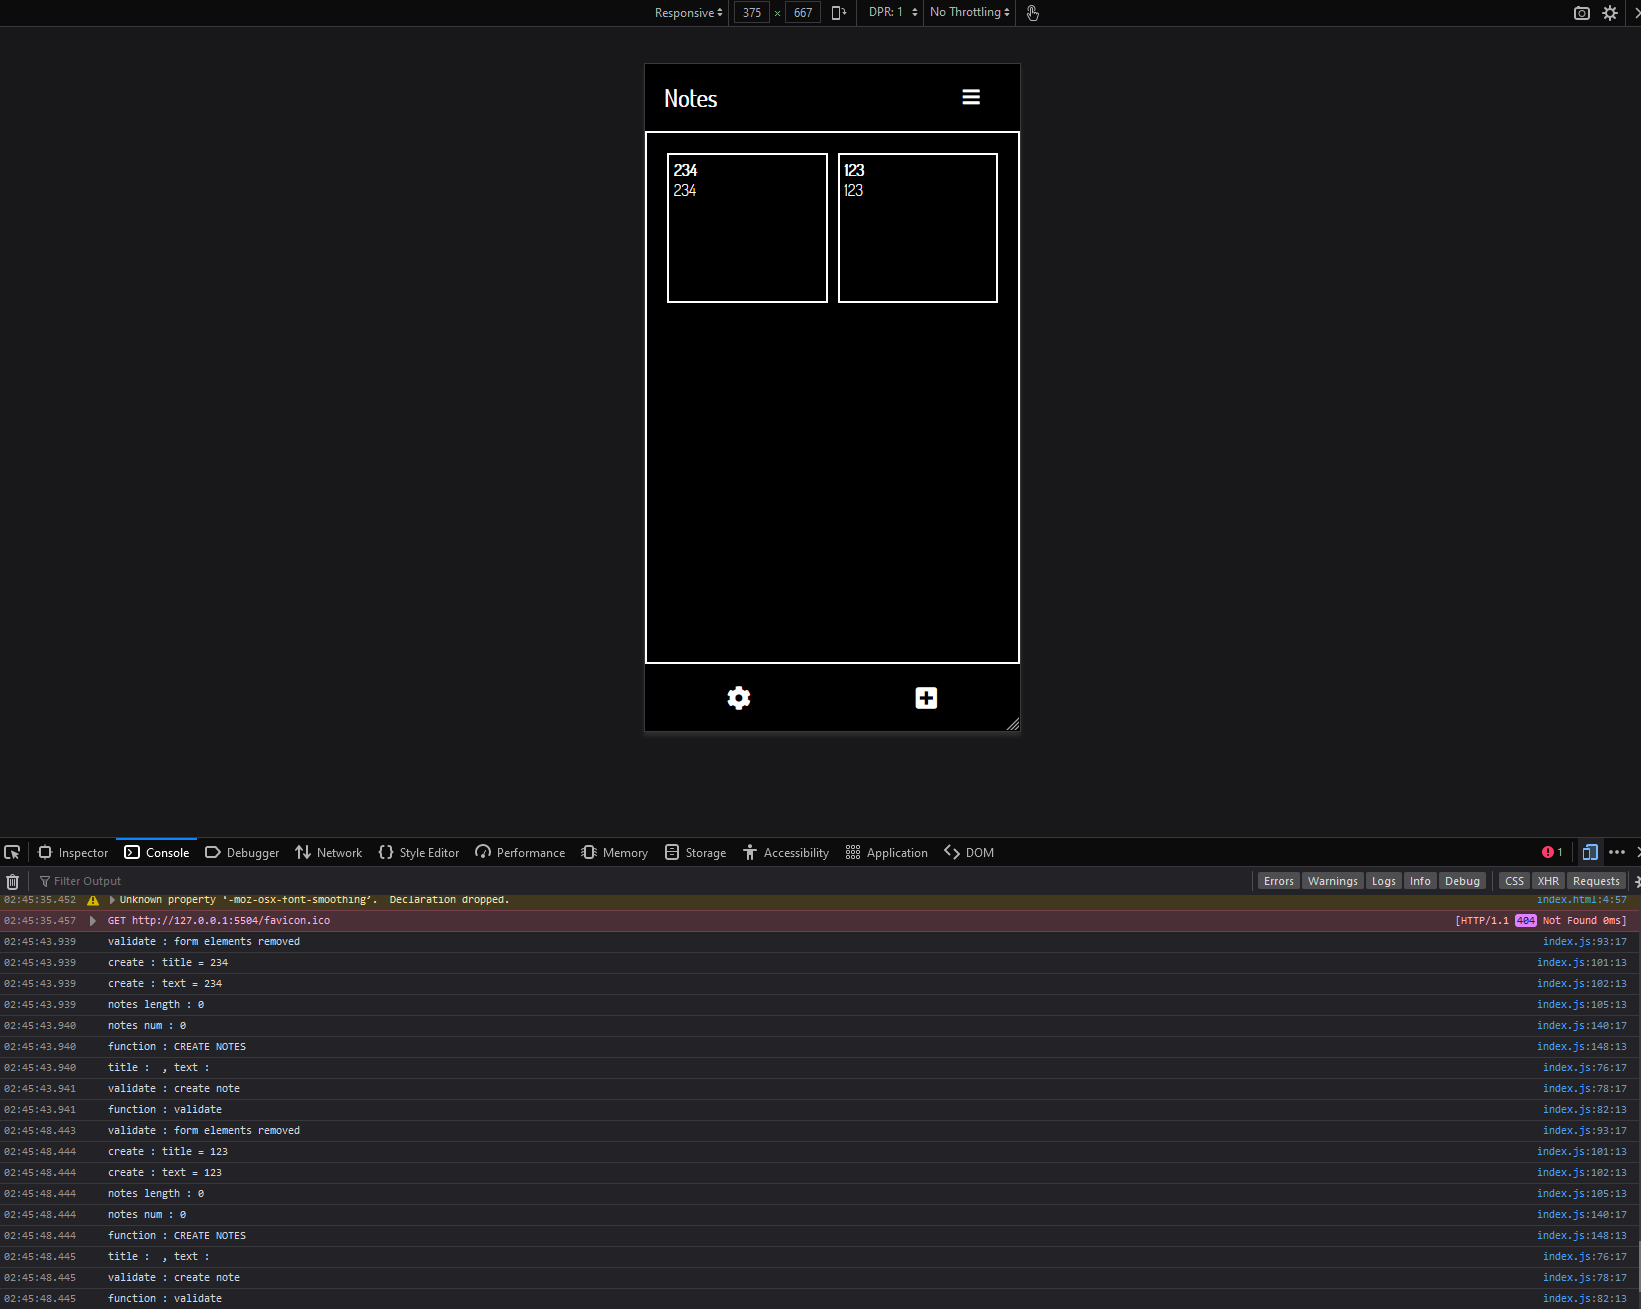 Responsive 375 × 667 DPR: 1 No Throttling
Notes
234
234
123
123
Inspector Console Debugger Network Style Editor Performance Memory Storage Accessibility Application DOM 1
Filter Output Errors Warnings Logs Info Debug CSS XHR Requests
02:45:35.452 Unknown property '-moz-osx-font-smoothing'. Declaration dropped. index.html:4:57
02:45:35.457 GET http://127.0.0.1:5504/favicon.ico [HTTP/1.1 404 Not Found 0ms]
02:45:43.939 validate : form elements removed index.js:93:17
02:45:43.939 create : title = 234 index.js:101:13
02:45:43.939 create : text = 234 index.js:102:13
02:45:43.939 notes length : 0 index.js:105:13
02:45:43.940 notes num : 0 index.js:140:17
02:45:43.940 function : CREATE NOTES index.js:148:13
02:45:43.940 title : , text : index.js:76:17
02:45:43.941 validate : create note index.js:78:17
02:45:43.941 function : validate index.js:82:13
02:45:48.443 validate : form elements removed index.js:93:17
02:45:48.444 create : title = 123 index.js:101:13
02:45:48.444 create : text = 123 index.js:102:13
02:45:48.444 notes length : 0 index.js:105:13
02:45:48.444 notes num : 0 index.js:140:17
02:45:48.444 function : CREATE NOTES index.js:148:13
02:45:48.445 title : , text : index.js:76:17
02:45:48.445 validate : create note index.js:78:17
02:45:48.445 function : validate index.js:82:13